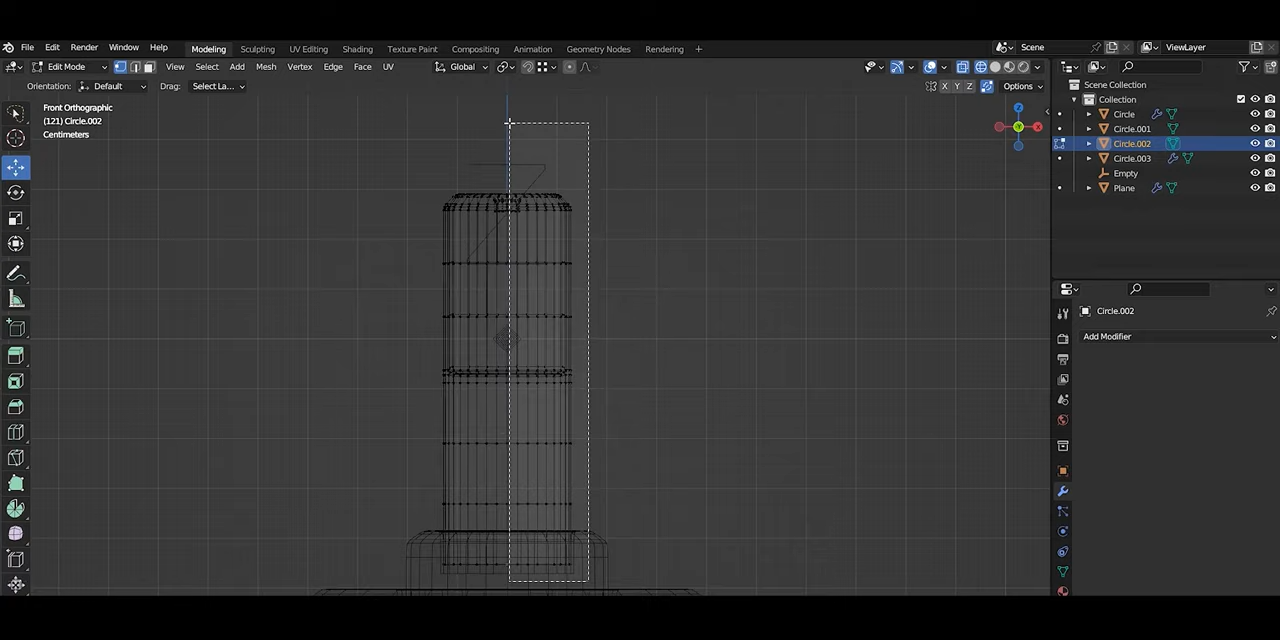 File Edit Render Window Help Modeling Sculpting UV Editing Shading Texture Paint Compositing Animation Geometry Nodes Rendering + Scene ViewLayer
Edit Mode View Select Add Mesh Vertex Edge Face UV Global
Orientation: Default Drag: Select La... X Y Z Options
Front Orthographic
(121) Circle.002
Centimeters
Z
X
Y
Scene Collection
Collection
Circle
Circle.001
Circle.002
Circle.003
Empty
Plane
Circle.002
Add Modifier